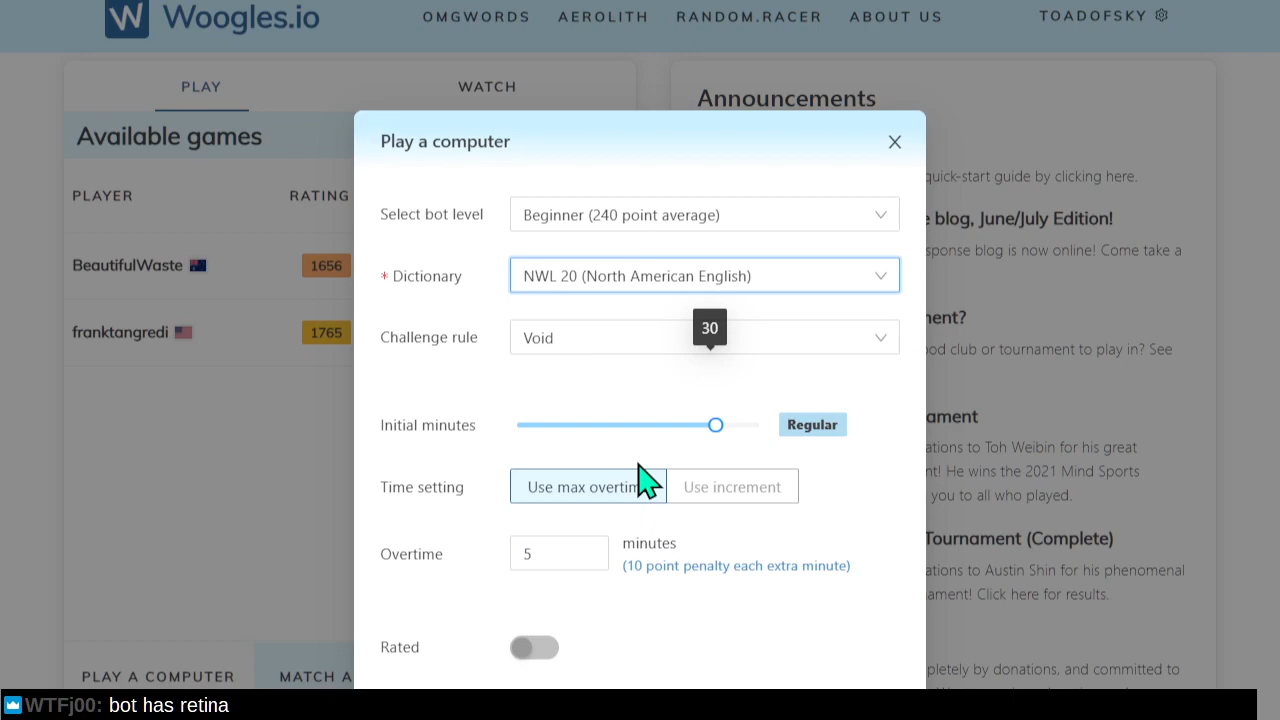 W Woogles.io OMGWORDS AEROLITH RANDOM.RACER ABOUT US TOADOFSKY
PLAY WATCH
Available games
PLAYER RATING
BeautifulWaste 1656
franktangredi 1765
PLAY A COMPUTER MATCH A
Play a computer
Select bot level Beginner (240 point average)
* Dictionary NWL 20 (North American English)
30
Challenge rule Void
Initial minutes Regular
Time setting Use max overtim Use increment
Overtime 5 minutes
(10 point penalty each extra minute)
Rated
Announcements
quick-start guide by clicking here.
e blog, June/July Edition!
sponse blog is now online! Come take a
ment?
ood club or tournament to play in? See
ament
ations to Toh Weibin for his great
nt! He wins the 2021 Mind Sports
you to all who played.
Tournament (Complete)
ations to Austin Shin for his phenomenal
ament! Click here for results.
pletely by donations, and committed to
WTFj00: bot has retina